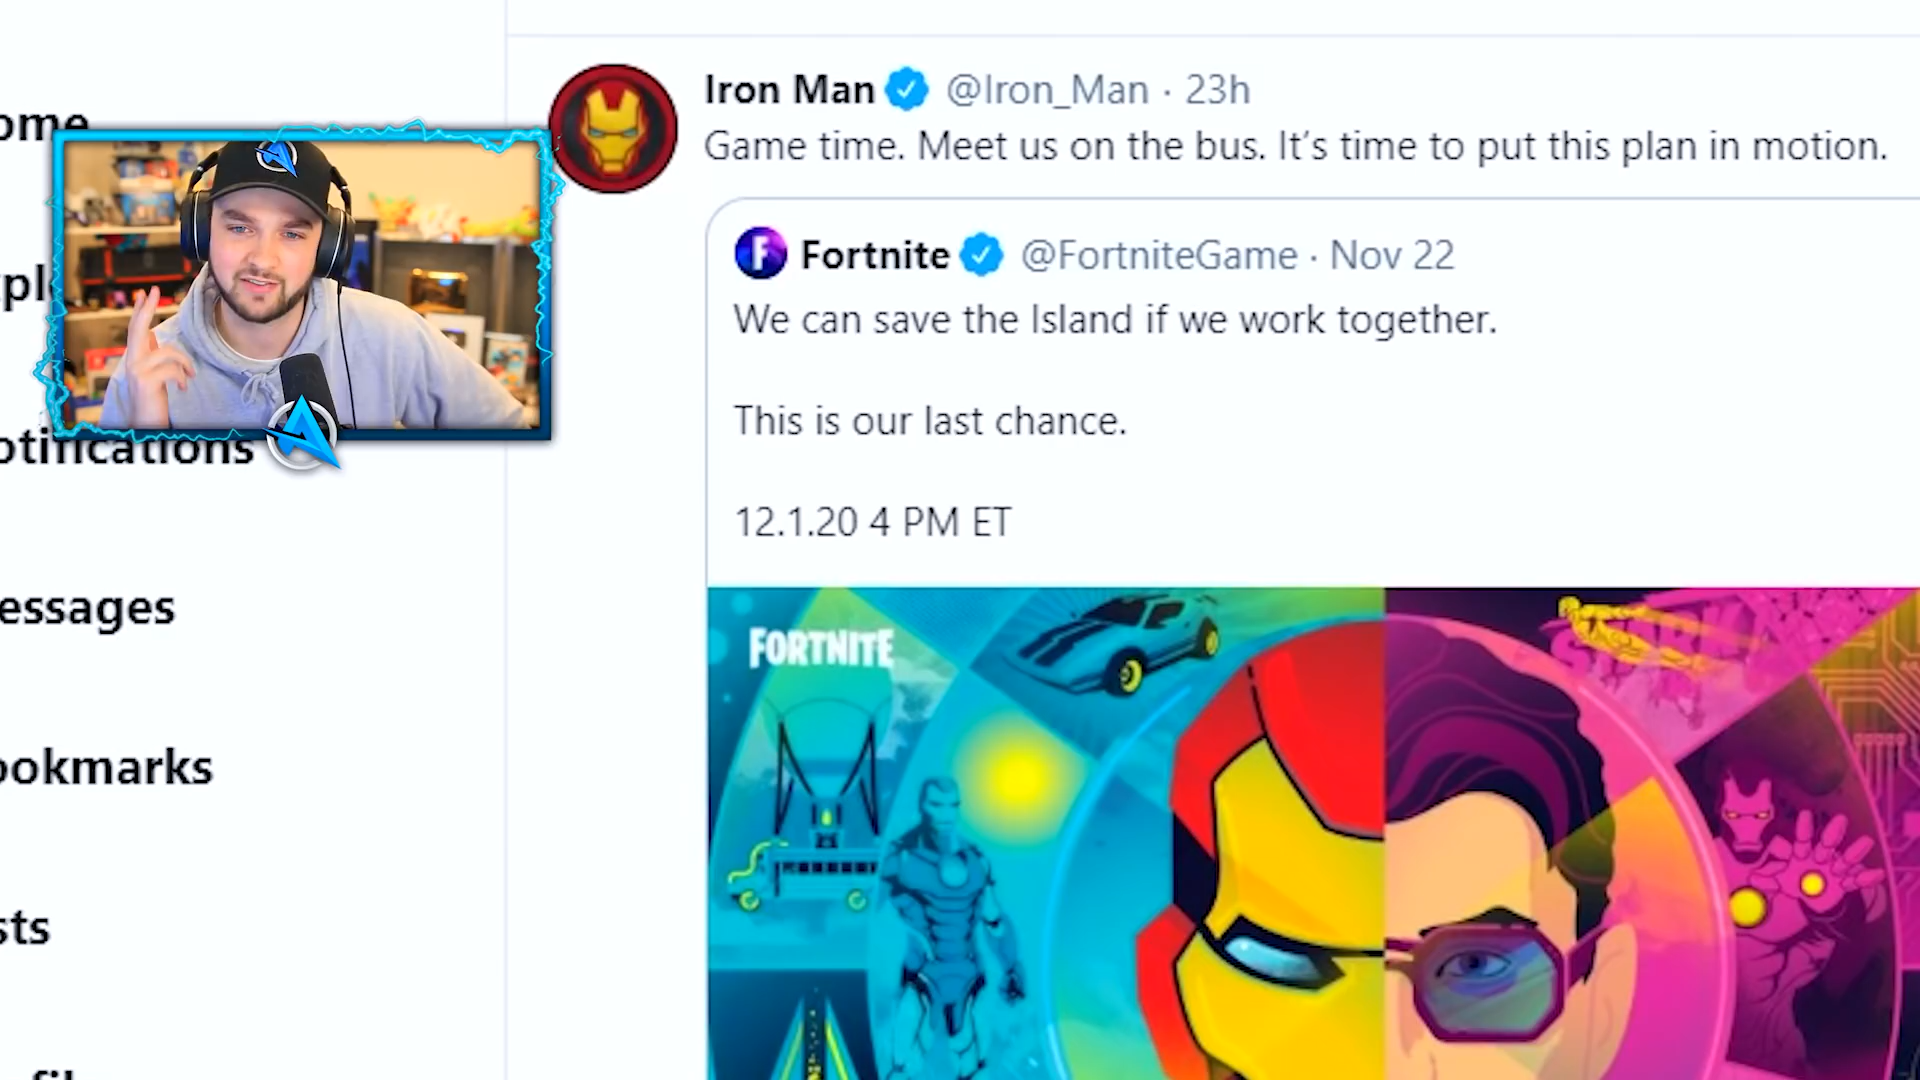 Iron Man @Iron_Man · 23h
Game time. Meet us on the bus. It’s time to put this plan in motion.
Fortnite @FortniteGame · Nov 22
We can save the Island if we work together.
This is our last chance.
12.1.20 4 PM ET
FORTNITE
ome
xpl
otifications
essages
ookmarks
sts